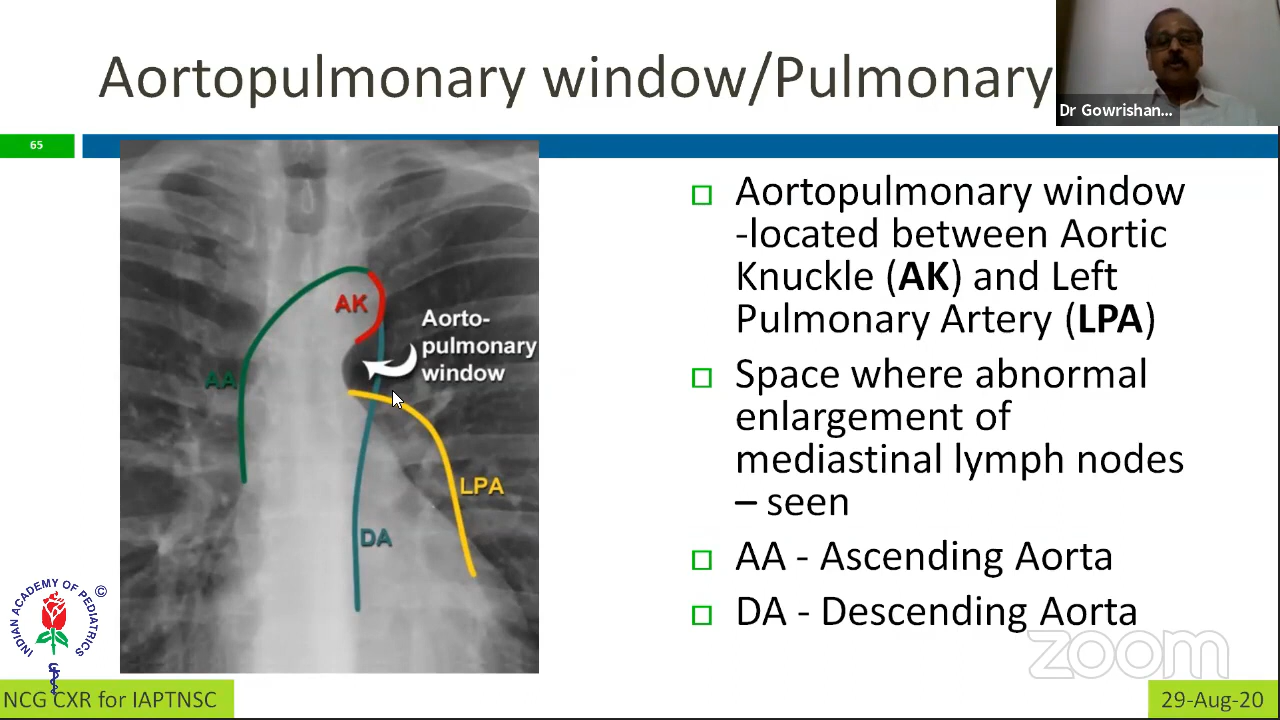 Aortopulmonary window/Pulmonary
Dr Gowrishan...
65
Aortopulmonary window
-located between Aortic
Knuckle (AK) and Left
Pulmonary Artery (LPA)
Space where abnormal
enlargement of
mediastinal lymph nodes
– seen
AA - Ascending Aorta
DA - Descending Aorta
AK
Aorto-
pulmonary
window
AA
LPA
DA
INDIAN ACADEMY OF PEDIATRICS
©
zoom
NCG CXR for IAPTNSC
29-Aug-20